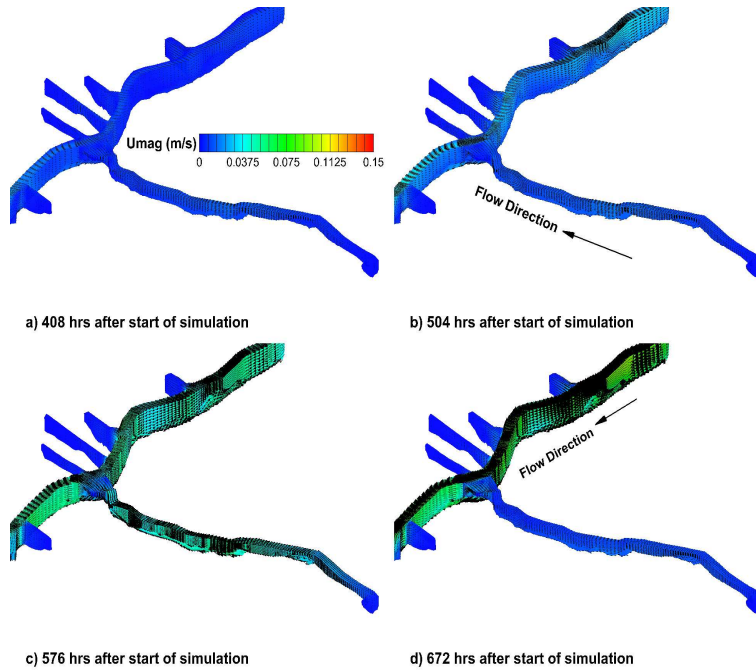 Umag (m/s)
0 0.0375 0.075 0.1125 0.15
Flow Direction
a) 408 hrs after start of simulation
b) 504 hrs after start of simulation
Flow Direction
c) 576 hrs after start of simulation
d) 672 hrs after start of simulation